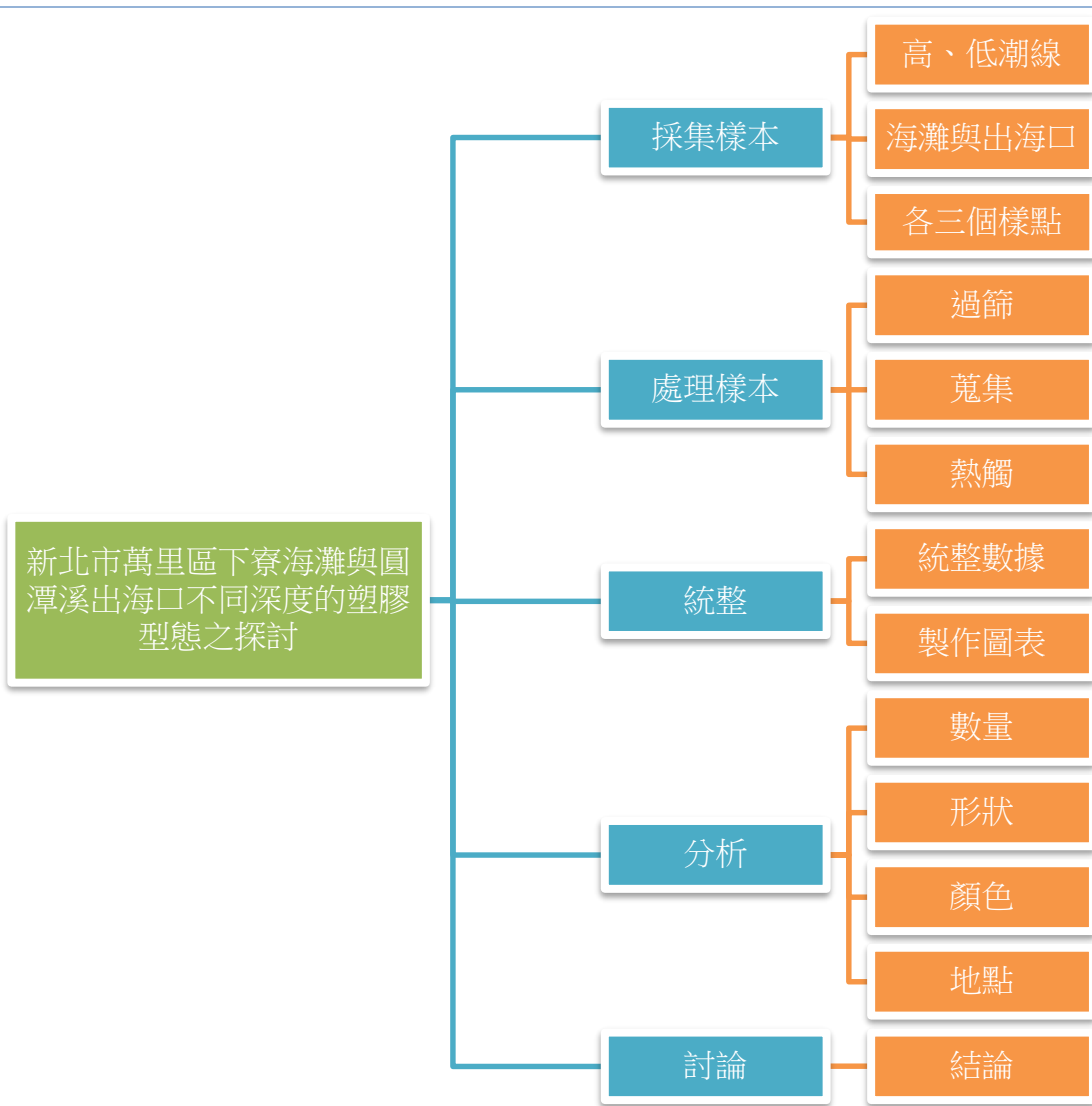 新北市萬里區下寮海灘與圓
潭溪出海口不同深度的塑膠
型態之探討
採集樣本
高、低潮線
海灘與出海口
各三個樣點
處理樣本
過篩
蒐集
熱觸
統整
統整數據
製作圖表
分析
數量
形狀
顏色
地點
討論
結論